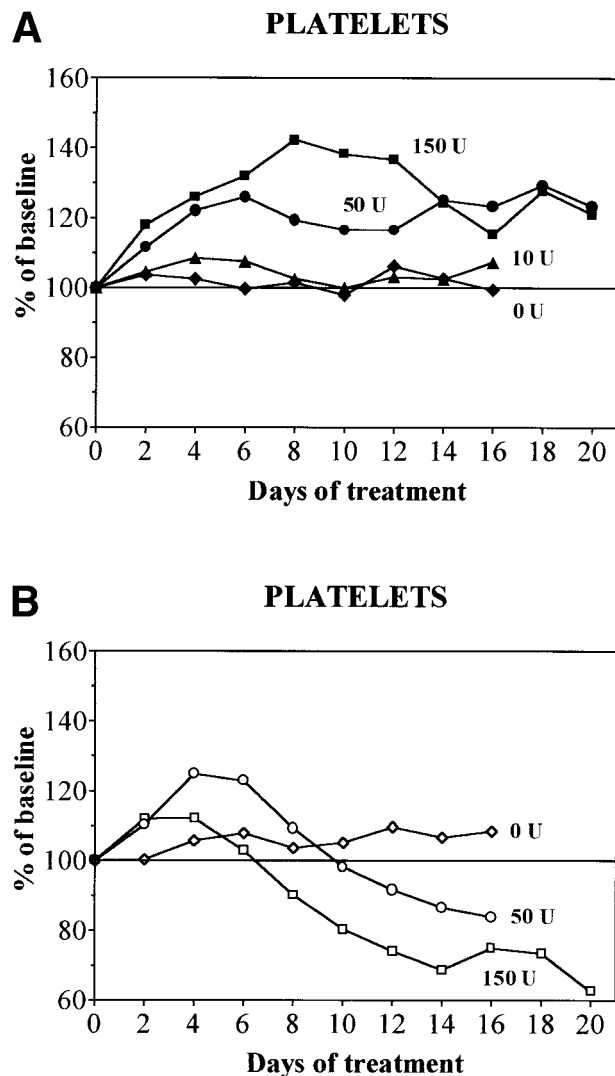 A
PLATELETS
160
140
120
100
80
60
% of baseline
150 U
50 U
10 U
0 U
0 2 4 6 8 10 12 14 16 18 20
Days of treatment
B
PLATELETS
160
140
120
100
80
60
% of baseline
0 U
50 U
150 U
0 2 4 6 8 10 12 14 16 18 20
Days of treatment